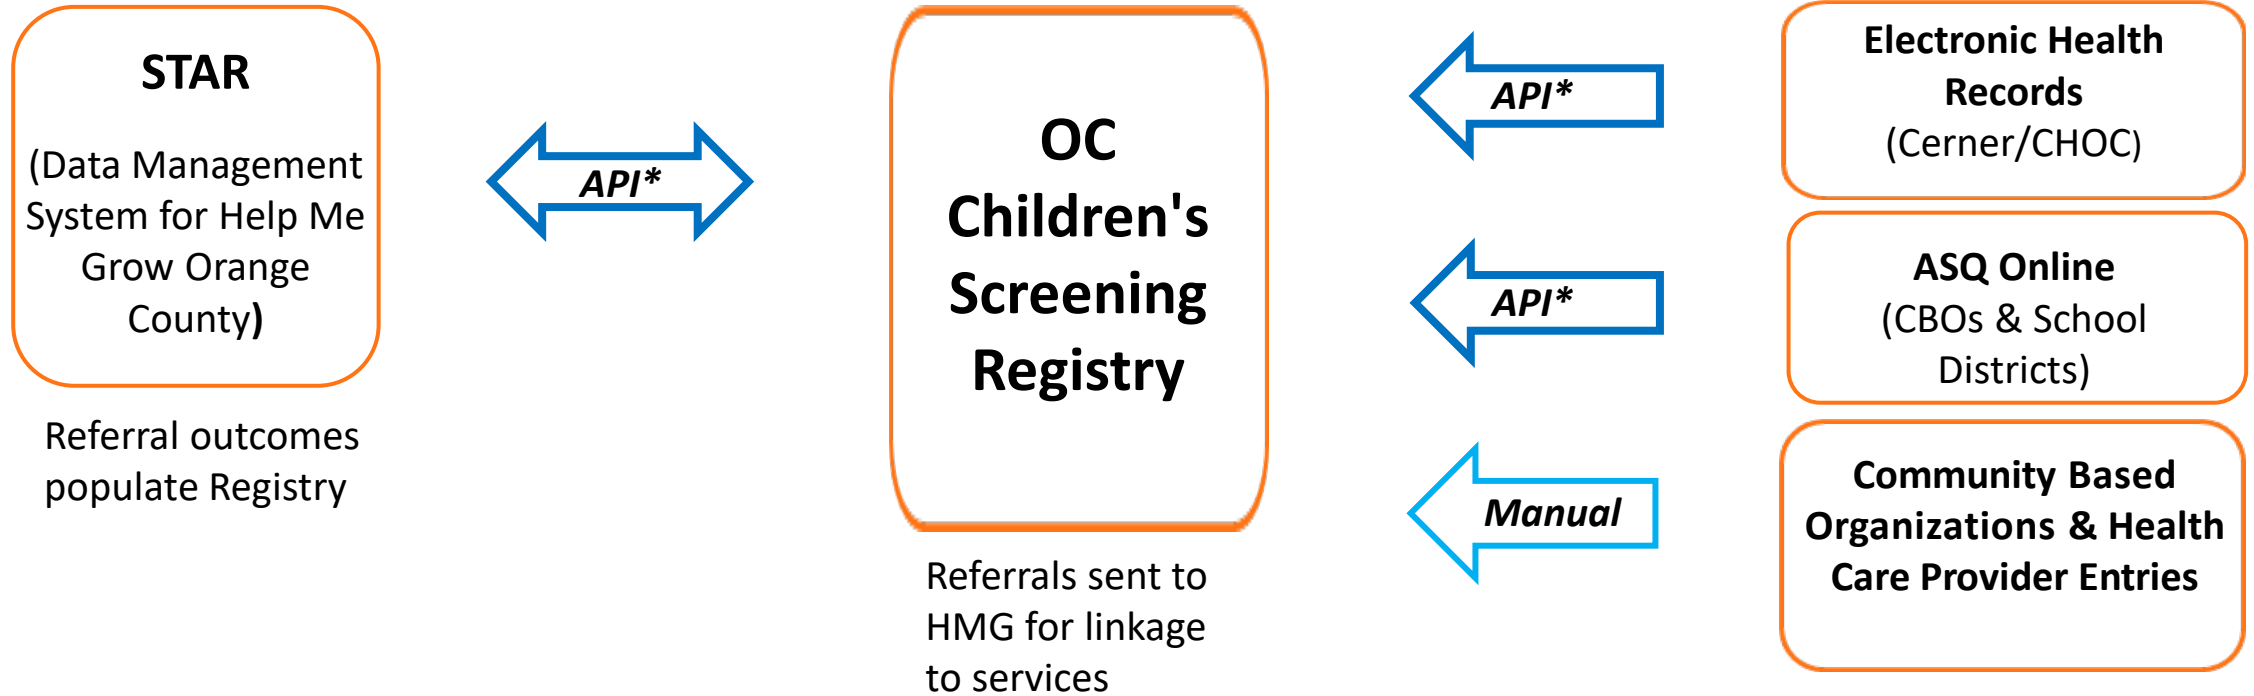 STAR
(Data Management
System for Help Me
Grow Orange
County)
Referral outcomes
populate Registry
API*
OC
Children's
Screening
Registry
Referrals sent to
HMG for linkage
to services
API*
API*
Manual
Electronic Health
Records
(Cerner/CHOC)
ASQ Online
(CBOs & School
Districts)
Community Based
Organizations & Health
Care Provider Entries